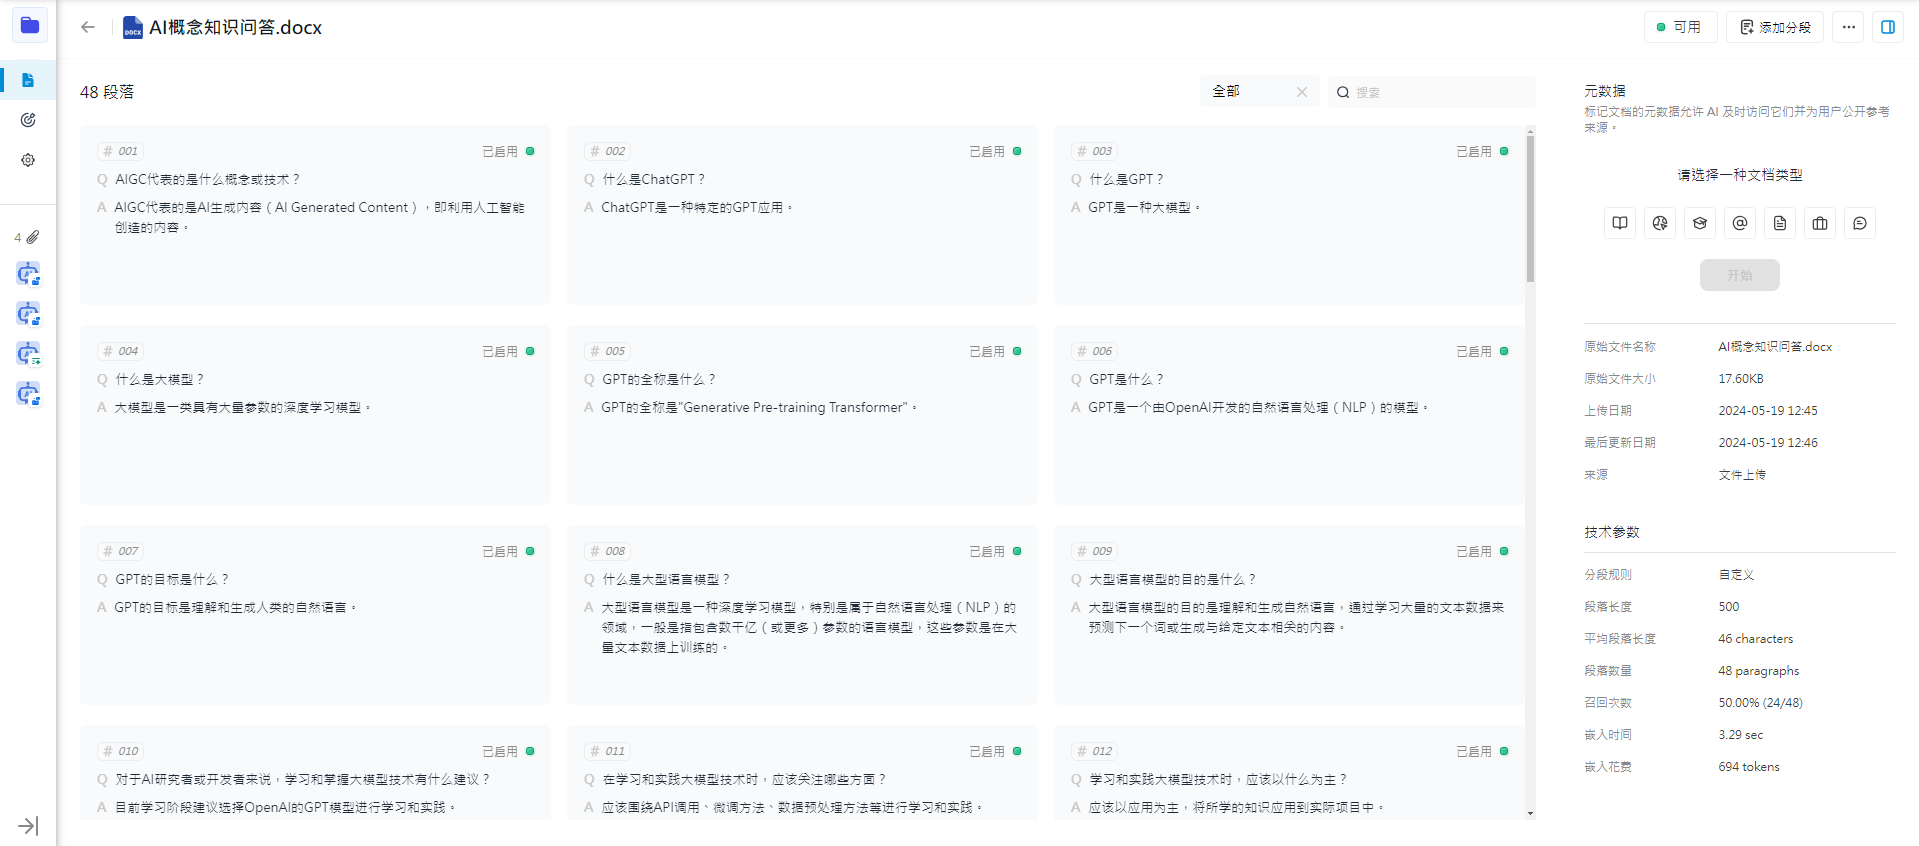 AI概念知识问答.docx
可用
添加分段
48 段落
全部
搜索
# 001
已启用
Q AIGC代表的是什么概念或技术？
A AIGC代表的是AI生成内容（AI Generated Content），即利用人工智能
创造的内容。
# 002
已启用
Q 什么是ChatGPT？
A ChatGPT是一种特定的GPT应用。
# 003
已启用
Q 什么是GPT？
A GPT是一种大模型。
# 004
已启用
Q 什么是大模型？
A 大模型是一类具有大量参数的深度学习模型。
# 005
已启用
Q GPT的全称是什么？
A GPT的全称是"Generative Pre-training Transformer"。
# 006
已启用
Q GPT是什么？
A GPT是一个由OpenAI开发的自然语言处理（NLP）的模型。
# 007
已启用
Q GPT的目标是什么？
A GPT的目标是理解和生成人类的自然语言。
# 008
已启用
Q 什么是大型语言模型？
A 大型语言模型是一种深度学习模型，特别是属于自然语言处理（NLP）的
领域，一般是指包含数千亿（或更多）参数的语言模型，这些参数是在大
量文本数据上训练的。
# 009
已启用
Q 大型语言模型的目的是什么？
A 大型语言模型的目的是理解和生成自然语言，通过学习大量的文本数据来
预测下一个词或生成与给定文本相关的内容。
# 010
已启用
Q 对于AI研究者或开发者来说，学习和掌握大模型技术有什么建议？
A 目前学习阶段建议选择OpenAI的GPT模型进行学习和实践。
# 011
已启用
Q 在学习和实践大模型技术时，应该关注哪些方面？
A 应该围绕API调用、微调方法、数据预处理方法等进行学习和实践。
# 012
已启用
Q 学习和实践大模型技术时，应该以什么为主？
A 应该以应用为主，将所学的知识应用到实际项目中。
4
元数据
标记文档的元数据允许 AI 及时访问它们并为用户公开参考
来源。
请选择一种文档类型
开始
原始文件名称 AI概念知识问答.docx
原始文件大小 17.60KB
上传日期 2024-05-19 12:45
最后更新日期 2024-05-19 12:46
来源 文件上传
技术参数
分段规则 自定义
段落长度 500
平均段落长度 46 characters
段落数量 48 paragraphs
召回次数 50.00% (24/48)
嵌入时间 3.29 sec
嵌入花费 694 tokens